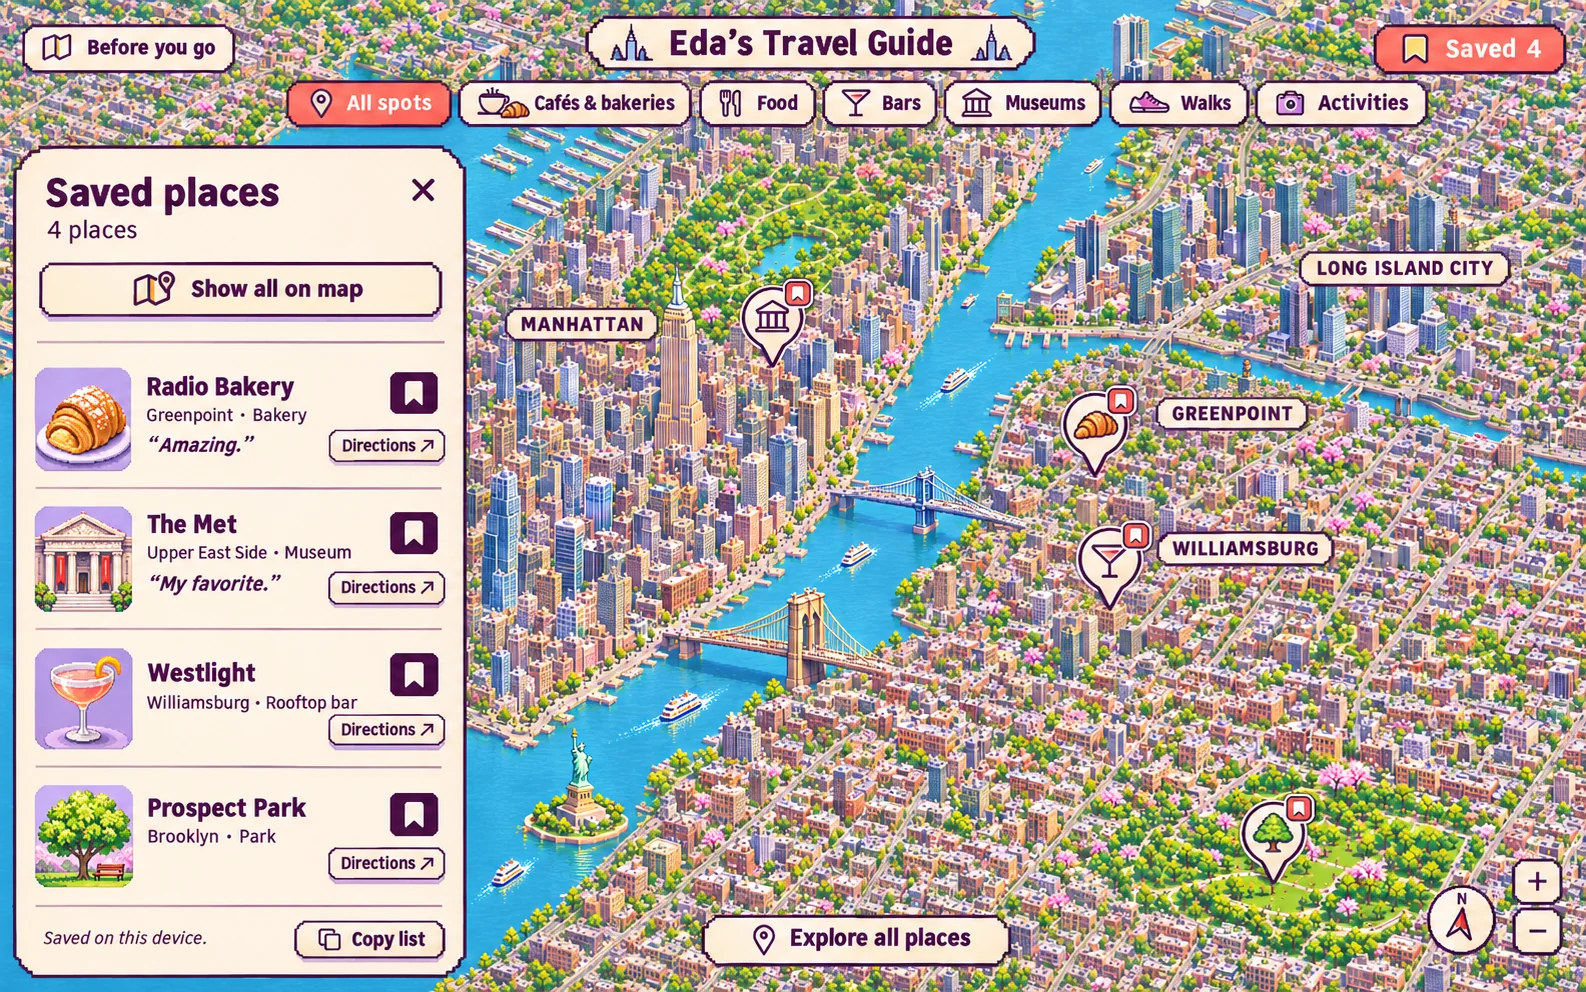 Before you go
Eda's Travel Guide
Saved 4
All spots
Cafés & bakeries
Food
Bars
Museums
Walks
Activities
Saved places
4 places
Show all on map
Radio Bakery
Greenpoint • Bakery
“Amazing.”
Directions ↗
The Met
Upper East Side • Museum
“My favorite.”
Directions ↗
Westlight
Williamsburg • Rooftop bar
Directions ↗
Prospect Park
Brooklyn • Park
Directions ↗
Saved on this device.
Copy list
MANHATTAN
LONG ISLAND CITY
GREENPOINT
WILLIAMSBURG
Explore all places
N
+
−